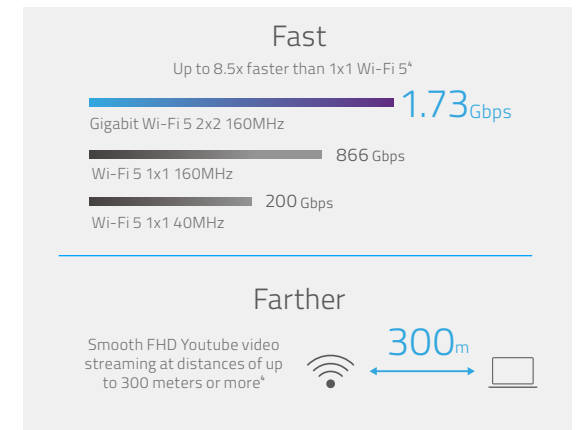 Fast
Up to 8.5x faster than 1x1 Wi-Fi 5⁴
1.73Gbps
Gigabit Wi-Fi 5 2x2 160MHz
866 Gbps
Wi-Fi 5 1x1 160MHz
200 Gbps
Wi-Fi 5 1x1 40MHz
Farther
Smooth FHD Youtube video
streaming at distances of up
to 300 meters or more⁴
300m